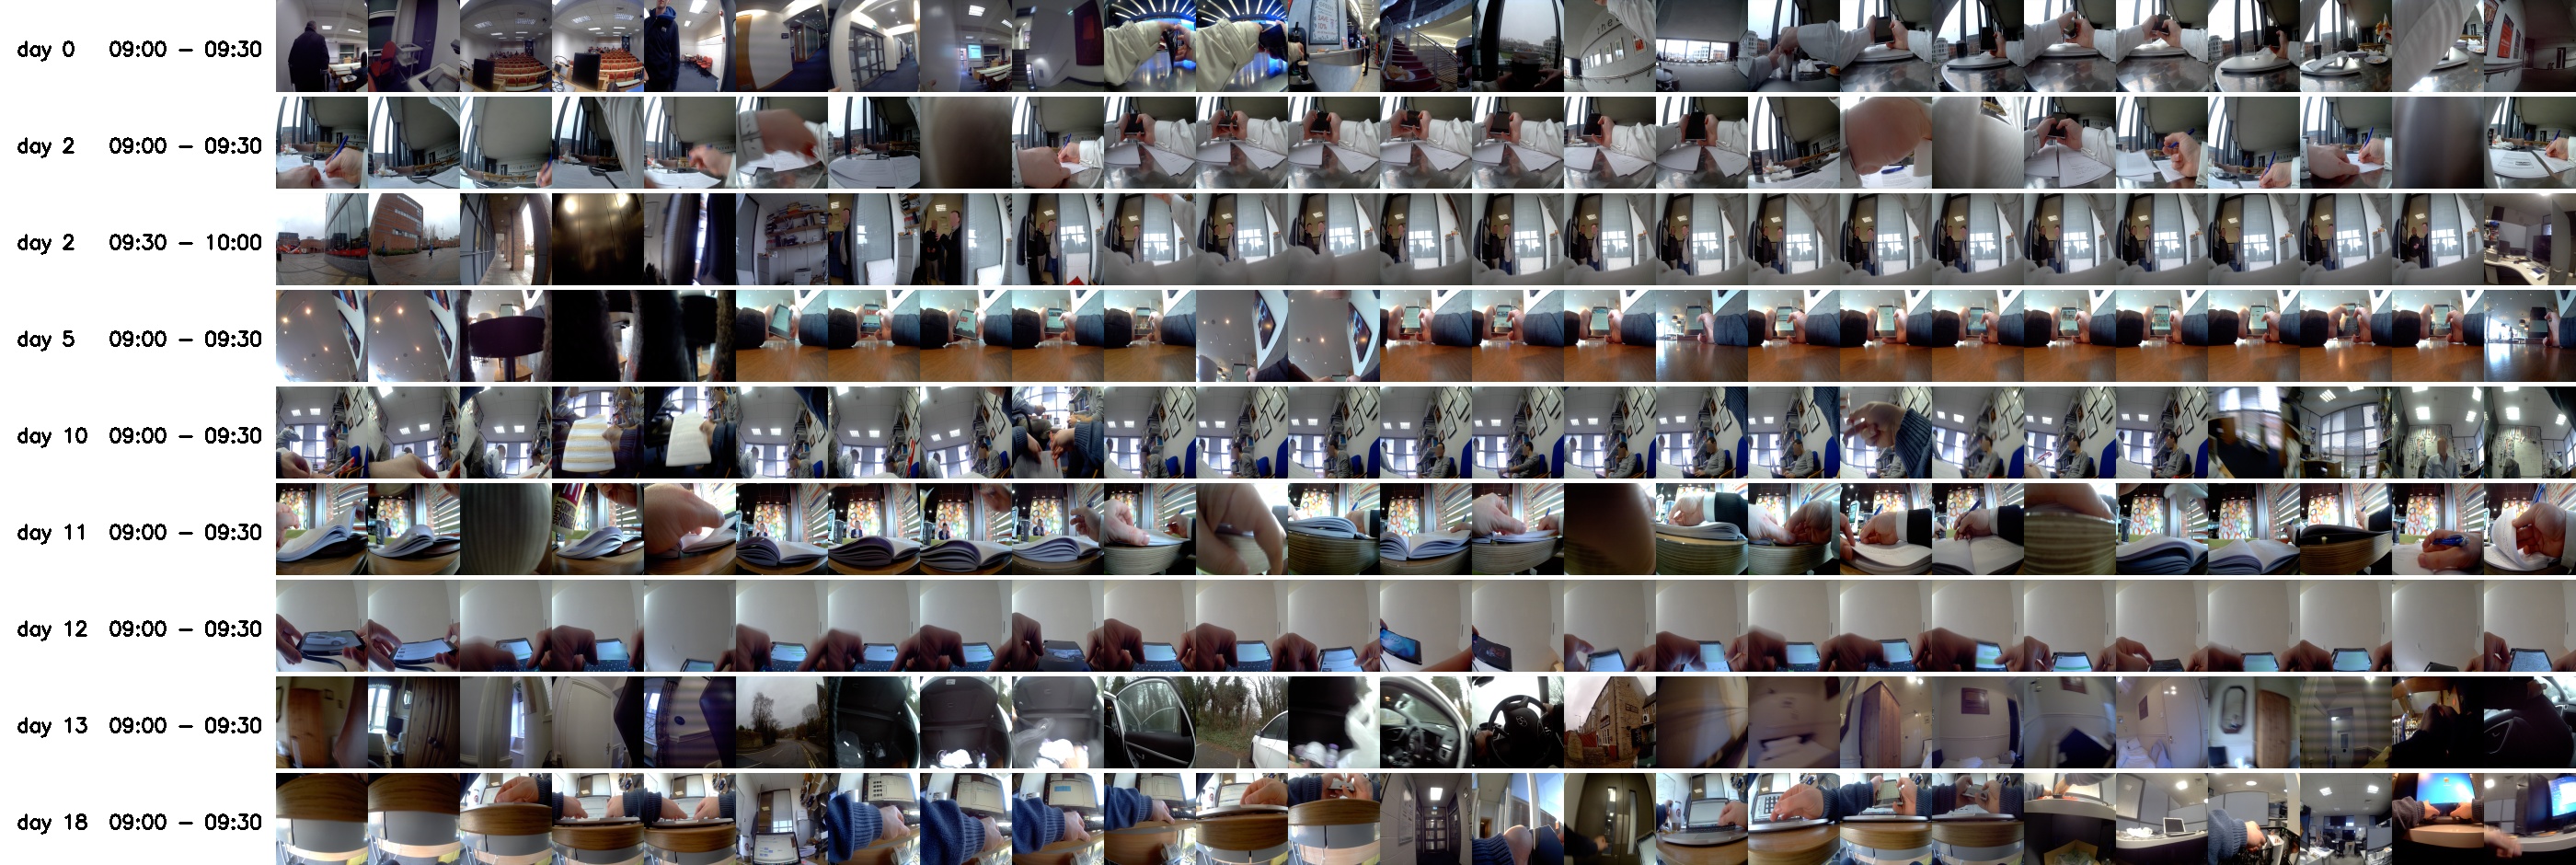 day 0 09:00 – 09:30
day 2 09:00 – 09:30
day 2 09:30 – 10:00
day 5 09:00 – 09:30
day 10 09:00 – 09:30
day 11 09:00 – 09:30
day 12 09:00 – 09:30
day 13 09:00 – 09:30
day 18 09:00 – 09:30